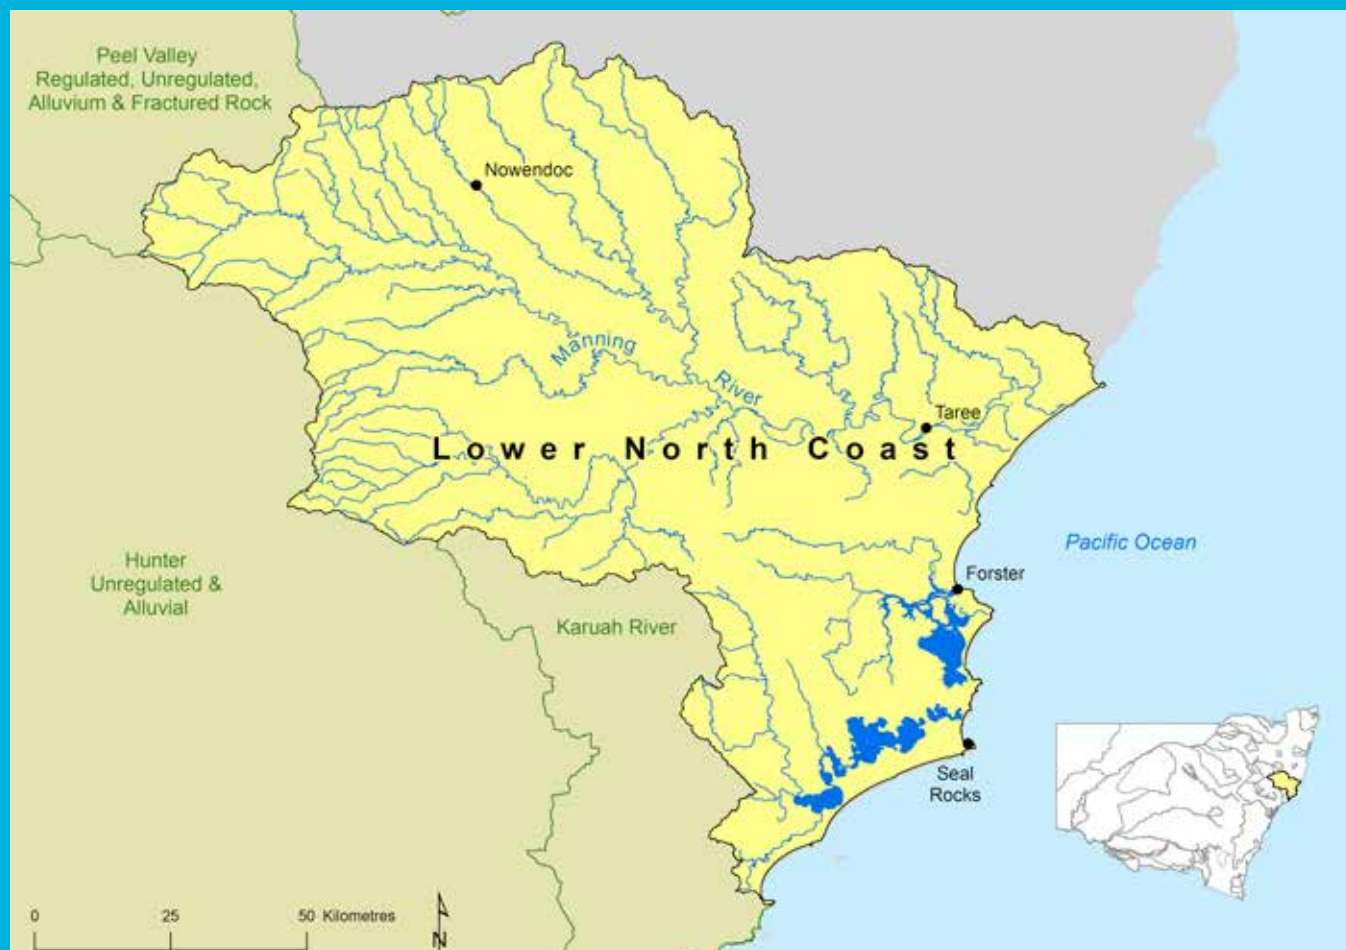 Peel Valley
Regulated, Unregulated,
Alluvium & Fractured Rock
Nowendoc
Manning
River
Taree
Lower North Coast
Pacific Ocean
Hunter
Unregulated &
Alluvial
Forster
Karuah River
Seal
Rocks
0 25 50 Kilometres
N